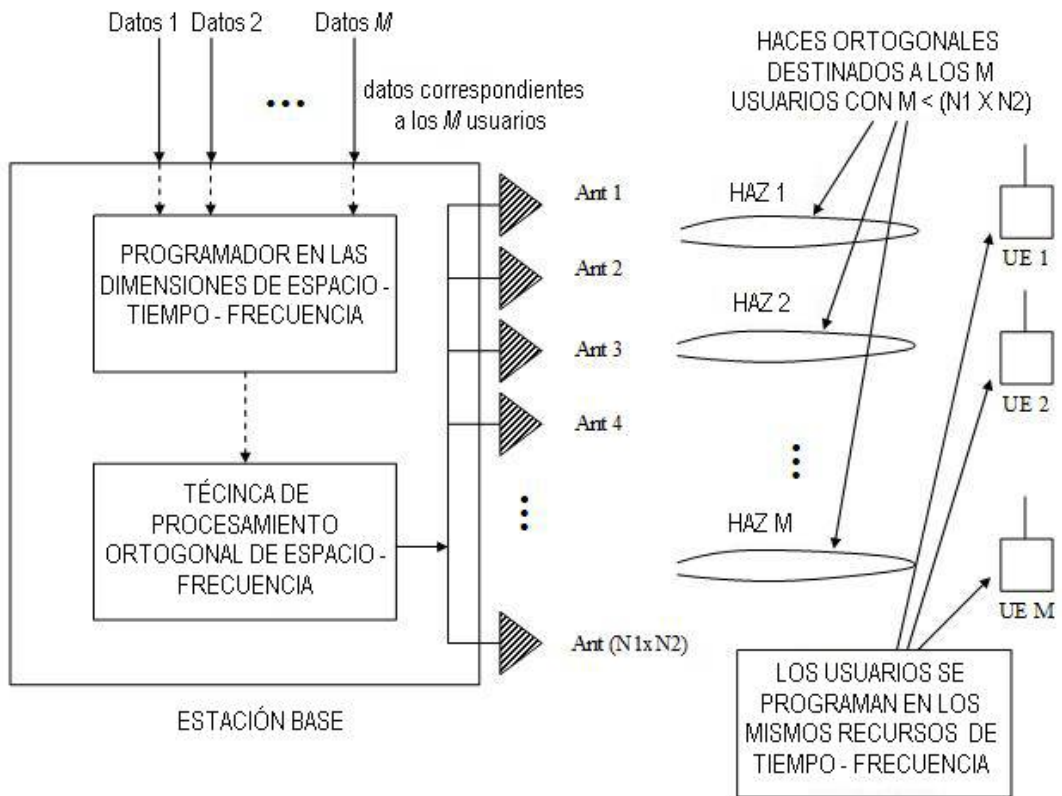 Datos 1
Datos 2
Datos M
datos correspondientes
a los M usuarios
HACES ORTOGONALES
DESTINADOS A LOS M
USUARIOS CON M < (N1 X N2)
PROGRAMADOR EN LAS
DIMENSIONES DE ESPACIO -
TIEMPO - FRECUENCIA
TÉCINCA DE
PROCESAMIENTO
ORTOGONAL DE ESPACIO -
FRECUENCIA
ESTACIÓN BASE
Ant 1
Ant 2
Ant 3
Ant 4
Ant (N1xN2)
HAZ 1
HAZ 2
HAZ M
UE 1
UE 2
UE M
LOS USUARIOS SE
PROGRAMAN EN LOS
MISMOS RECURSOS DE
TIEMPO - FRECUENCIA